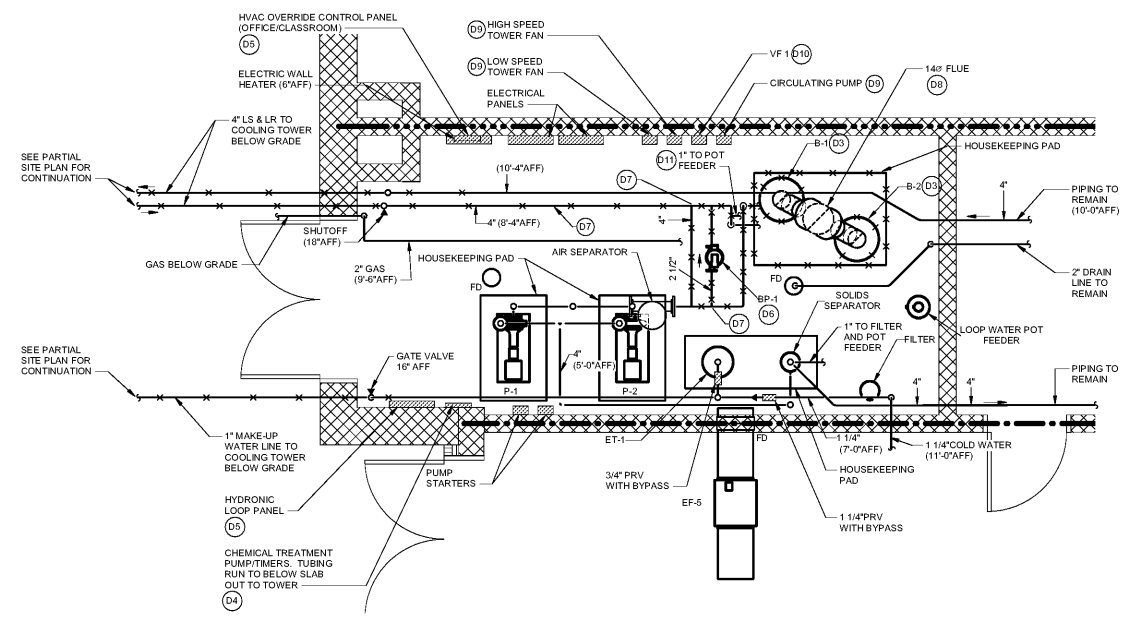 HVAC OVERRIDE CONTROL PANEL
(OFFICE/CLASSROOM)
D5
D9 HIGH SPEED
TOWER FAN
D9 LOW SPEED
TOWER FAN
VF 1 D10
ELECTRIC WALL
HEATER (6"AFF)
ELECTRICAL
PANELS
CIRCULATING PUMP D9
14Ø FLUE
D8
4" LS & LR TO
COOLING TOWER
BELOW GRADE
SEE PARTIAL
SITE PLAN FOR
CONTINUATION
(10'-4"AFF)
D11 1" TO POT
FEEDER
B-1 D3
HOUSEKEEPING PAD
D7
B-2 D3
4"
PIPING TO
REMAIN
(10'-0"AFF)
SHUTOFF
(18"AFF)
4" (8'-4"AFF)
D7
4"
GAS BELOW GRADE
2" GAS
(9'-6"AFF)
HOUSEKEEPING PAD
AIR SEPARATOR
2 1/2"
FD
FD
2" DRAIN
LINE TO
REMAIN
BP-1
D6
D7
SOLIDS
SEPARATOR
1" TO FILTER
AND POT
FEEDER
LOOP WATER POT
FEEDER
FILTER
SEE PARTIAL
SITE PLAN FOR
CONTINUATION
GATE VALVE
16" AFF
4"
(5'-0"AFF)
P-1
P-2
4"
4"
PIPING TO
REMAIN
1" MAKE-UP
WATER LINE TO
COOLING TOWER
BELOW GRADE
ET-1
FD
1 1/4"
(7'-0"AFF)
1 1/4"COLD WATER
(11'-0"AFF)
PUMP
STARTERS
3/4" PRV
WITH BYPASS
HOUSEKEEPING
PAD
HYDRONIC
LOOP PANEL
D5
EF-5
1 1/4"PRV
WITH BYPASS
CHEMICAL TREATMENT
PUMP/TIMERS. TUBING
RUN TO BELOW SLAB
OUT TO TOWER
D4